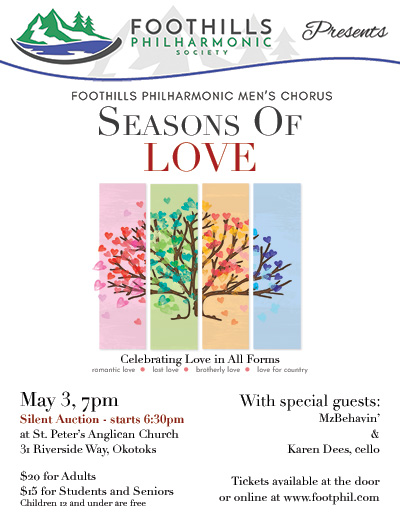 FOOTHILLS
PHILHARMONIC
SOCIETY
Presents
FOOTHILLS PHILHARMONIC MEN'S CHORUS
SEASONS OF
LOVE
Celebrating Love in All Forms
romantic love • lost love • brotherly love • love for country
May 3, 7pm
Silent Auction - starts 6:30pm
at St. Peter's Anglican Church
31 Riverside Way, Okotoks
$20 for Adults
$15 for Students and Seniors
Children 12 and under are free
With special guests:
MzBehavin'
&
Karen Dees, cello
Tickets available at the door
or online at www.footphil.com